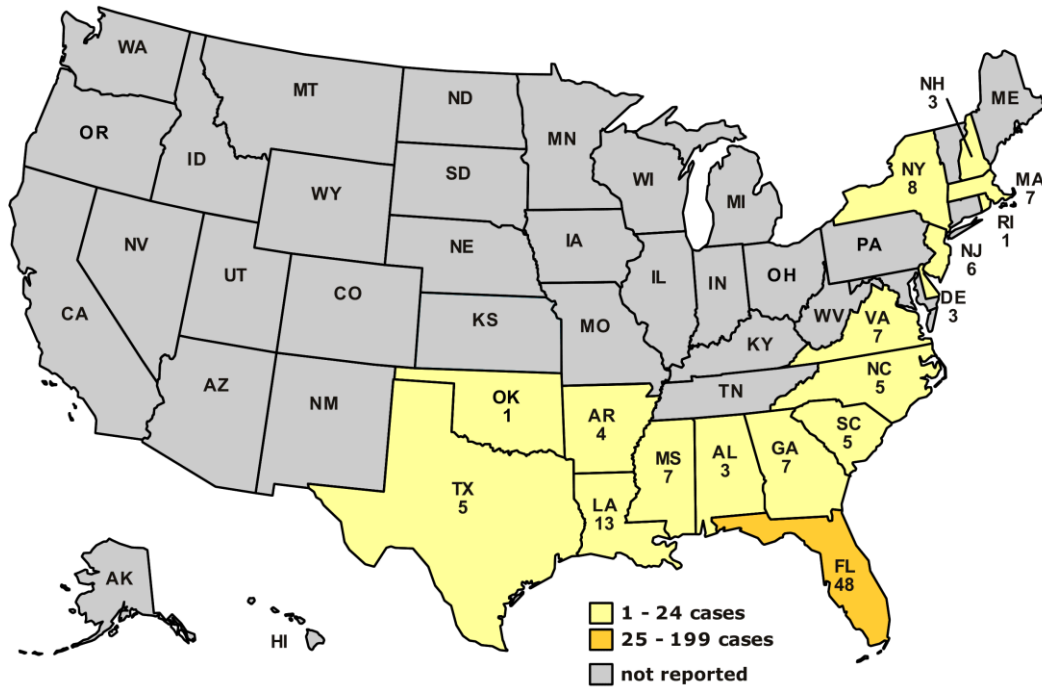 WA
OR
CA
NV
ID
MT
WY
UT
AZ
CO
NM
ND
SD
NE
KS
OK
1
TX
5
MN
IA
MO
AR
4
LA
13
WI
IL
MI
IN
OH
KY
TN
MS
7
AL
3
GA
7
FL
48
SC
5
NC
5
VA
7
WV
PA
NY
8
NH
3
ME
MA
7
RI
1
NJ
6
DE
3
AK
HI
1 - 24 cases
25 - 199 cases
not reported